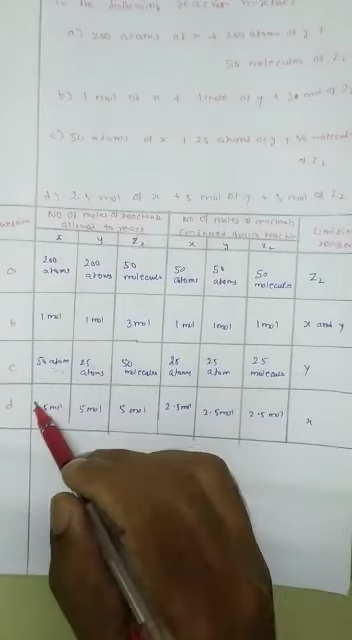 a) 200 atoms of x + 200 atoms of y +
50 molecules of Z2
b) 1 mol of x + 1 mole of y + 3 mol of Z2
c) 50 atoms of x + 25 atoms of y + 50 molecules
of Z2
d) 2.5 mol of x + 5 mol of y + 5 mol of Z2
No of moles of reactants allowed to react
No of moles of reactants consumed during reaction
x y Z2 x y Z2
a 200 atoms 200 atoms 50 molecules 50 atoms 50 atoms 50 molecules Z2
b 1 mol 1 mol 3 mol 1 mol 1 mol 1 mol x and y
c 50 atom 25 atoms 50 molecules 25 atoms 25 atom 25 molecules y
d 5 mol 5 mol 5 mol 2.5 mol 2.5 mol 2.5 mol x